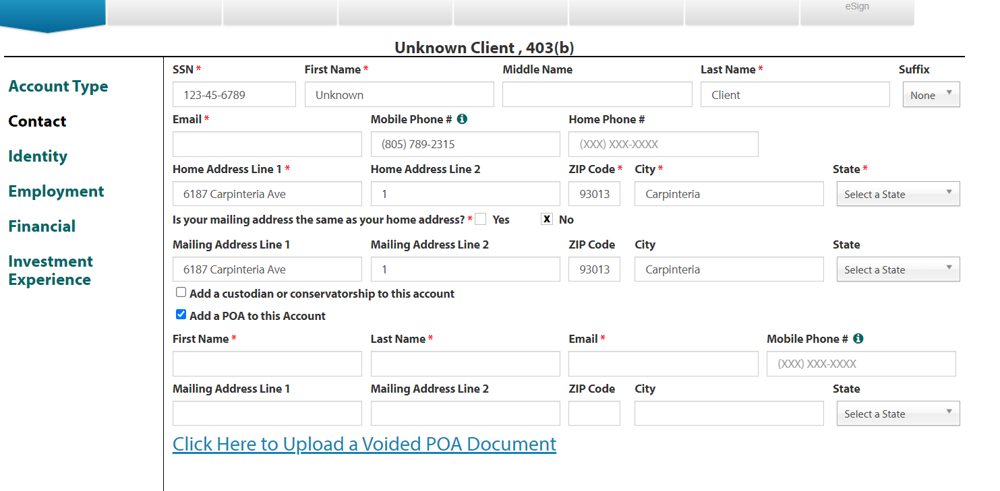 eSign
Unknown Client , 403(b)
Account Type
Contact
Identity
Employment
Financial
Investment
Experience
SSN * First Name * Middle Name Last Name * Suffix
123-45-6789 Unknown Client None
Email * Mobile Phone # Home Phone #
(805) 789-2315 (XXX) XXX-XXXX
Home Address Line 1 * Home Address Line 2 ZIP Code * City * State *
6187 Carpinteria Ave 1 93013 Carpinteria Select a State
Is your mailing address the same as your home address? * Yes x No
Mailing Address Line 1 Mailing Address Line 2 ZIP Code City State
6187 Carpinteria Ave 1 93013 Carpinteria Select a State
Add a custodian or conservatorship to this account
Add a POA to this Account
First Name * Last Name * Email * Mobile Phone #
(XXX) XXX-XXXX
Mailing Address Line 1 Mailing Address Line 2 ZIP Code City State
Select a State
Click Here to Upload a Voided POA Document